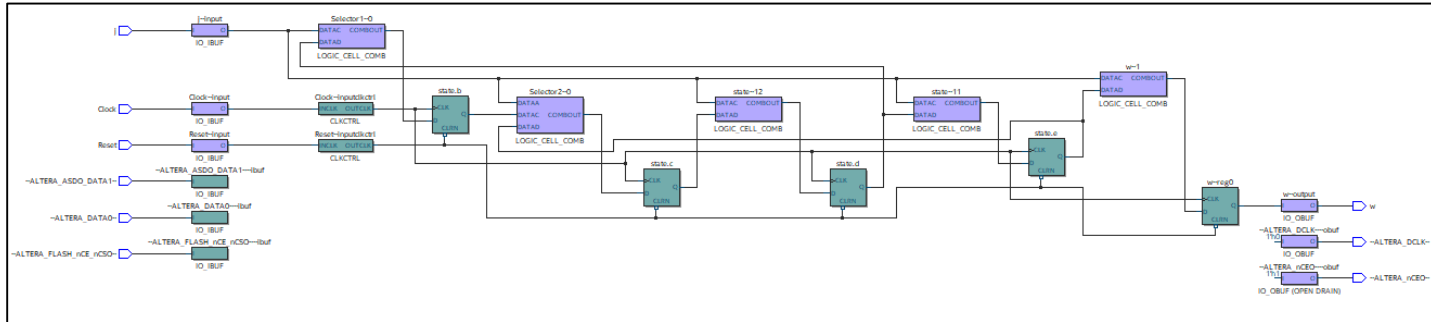 j
j~input
I
O
IO_IBUF
Selector1~0
DATAC
COMBOUT
DATAD
LOGIC_CELL_COMB
Clock
Clock~input
I
O
IO_IBUF
Clock~inputclkctrl
INCLK
OUTCLK
CLKCTRL
Reset
Reset~input
I
O
IO_IBUF
Reset~inputclkctrl
INCLK
OUTCLK
CLKCTRL
state.b
CLK
Q
D
CLRN
Selector2~0
DATAA
COMBOUT
DATAC
DATAD
LOGIC_CELL_COMB
state~12
DATAC
COMBOUT
DATAD
LOGIC_CELL_COMB
state~11
DATAC
COMBOUT
DATAD
LOGIC_CELL_COMB
w~1
DATAC
COMBOUT
DATAD
LOGIC_CELL_COMB
state.c
CLK
Q
D
CLRN
state.d
CLK
Q
D
CLRN
state.e
CLK
Q
D
CLRN
w~reg0
CLK
Q
D
CLRN
w~output
I
O
IO_OBUF
w
~ALTERA_ASDO_DATA1~
~ALTERA_ASDO_DATA1~~ibuf
IO_IBUF
~ALTERA_DATA0~
~ALTERA_DATA0~~ibuf
IO_IBUF
~ALTERA_FLASH_nCE_nCSO~
~ALTERA_FLASH_nCE_nCSO~~ibuf
IO_IBUF
~ALTERA_DCLK~~obuf
1'h0
I
O
IO_OBUF
~ALTERA_DCLK~
~ALTERA_nCEO~~obuf
1'h1
I
O
IO_OBUF (OPEN DRAIN)
~ALTERA_nCEO~